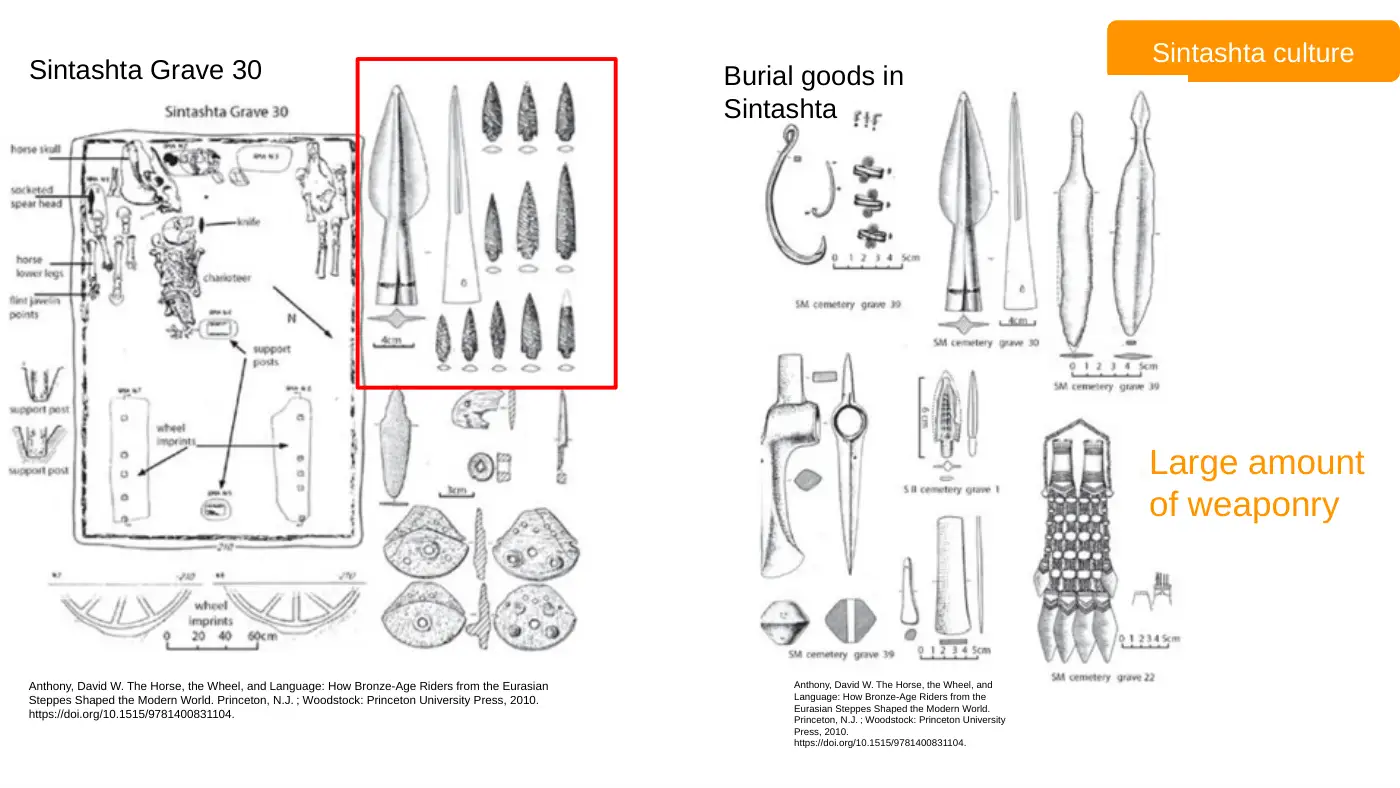 Sintashta culture
Sintashta Grave 30
Burial goods in
Sintashta
Sintashta Grave 30
horse skull
socketed
spear head
knife
horse
lower legs
charioteer
flint javelin
points
N
support
posts
support post
wheel
imprints
support post
210
wheel
imprints
0 20 40 60cm
4cm
3cm
0 1 2 3 4 5cm
SM cemetery grave 39
4cm
SM cemetery grave 30
0 1 2 3 4 5cm
SM cemetery grave 39
6 cm
S II cemetery grave 1
Large amount
of weaponry
SM cemetery grave 39
0 1 2 3 4 5cm
0 1 2 3 4 5cm
SM cemetery grave 22
Anthony, David W. The Horse, the Wheel, and Language: How Bronze-Age Riders from the Eurasian
Steppes Shaped the Modern World. Princeton, N.J. ; Woodstock: Princeton University Press, 2010.
https://doi.org/10.1515/9781400831104.
Anthony, David W. The Horse, the Wheel, and
Language: How Bronze-Age Riders from the
Eurasian Steppes Shaped the Modern World.
Princeton, N.J. ; Woodstock: Princeton University
Press, 2010.
https://doi.org/10.1515/9781400831104.